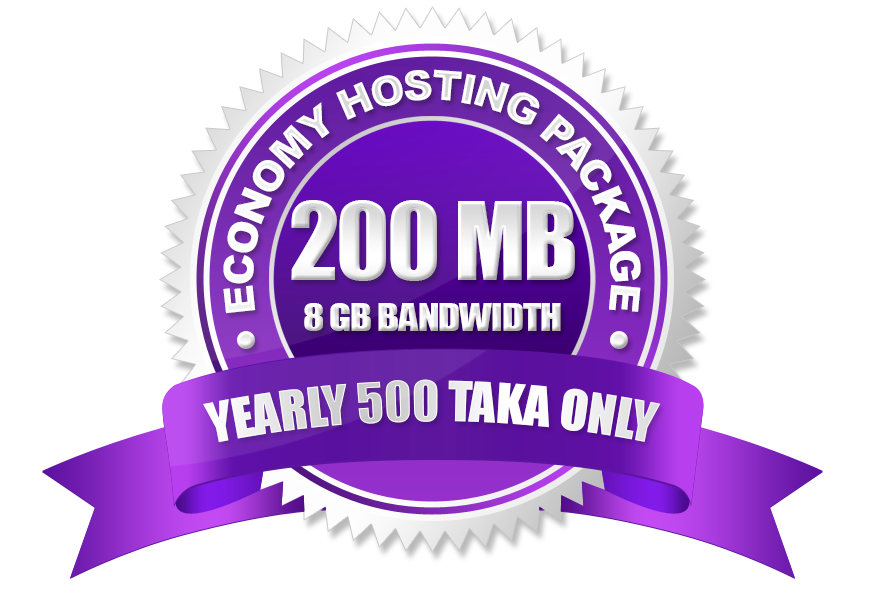 ECONOMY HOSTING PACKAGE
200 MB
8 GB BANDWIDTH
YEARLY 500 TAKA ONLY